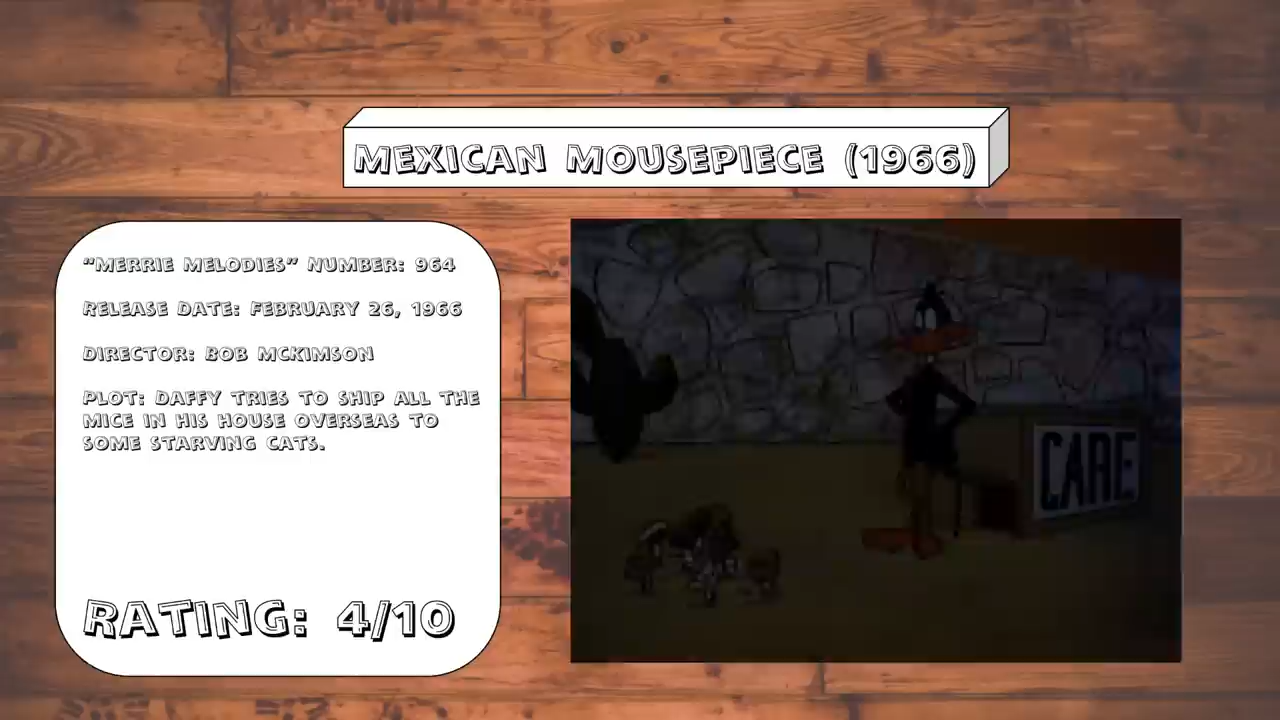 MEXICAN MOUSEPIECE (1966)
"MERRIE MELODIES" NUMBER: 964
RELEASE DATE: FEBRUARY 26, 1966
DIRECTOR: BOB MCKIMSON
PLOT: DAFFY TRIES TO SHIP ALL THE
MICE IN HIS HOUSE OVERSEAS TO
SOME STARVING CATS.
RATING: 4/10
CARE